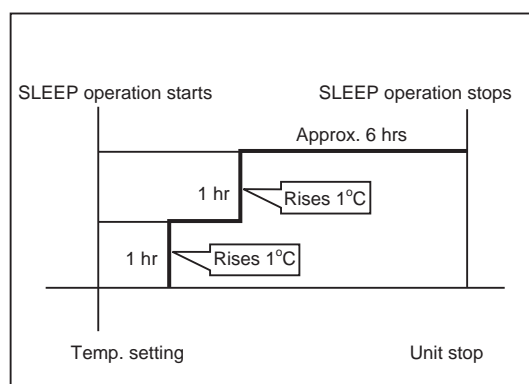 SLEEP operation starts
SLEEP operation stops
Approx. 6 hrs
1 hr
Rises 1°C
1 hr
Rises 1°C
Temp. setting
Unit stop